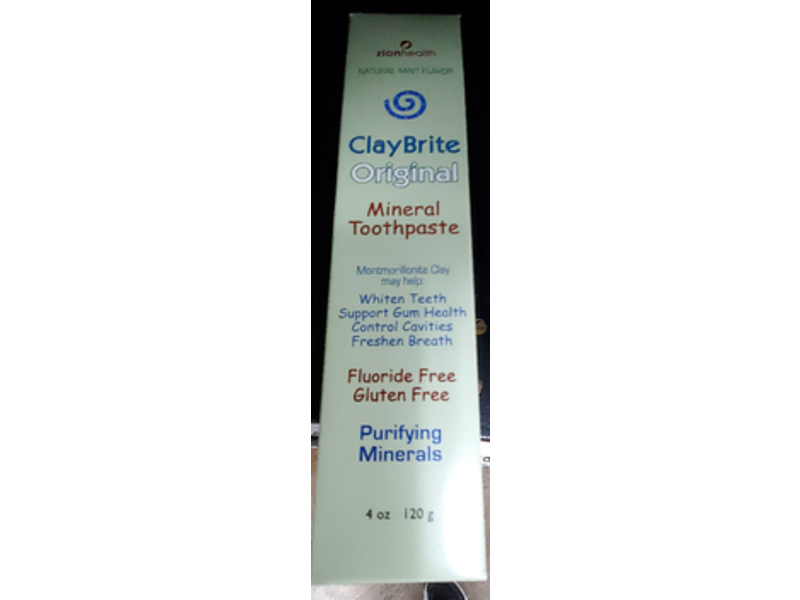 zionhealth
NATURAL MINT FLAVOR
ClayBrite
Original
Mineral
Toothpaste
Montmorillonite Clay
may help:
Whiten Teeth
Support Gum Health
Control Cavities
Freshen Breath
Fluoride Free
Gluten Free
Purifying
Minerals
4 oz 120 g